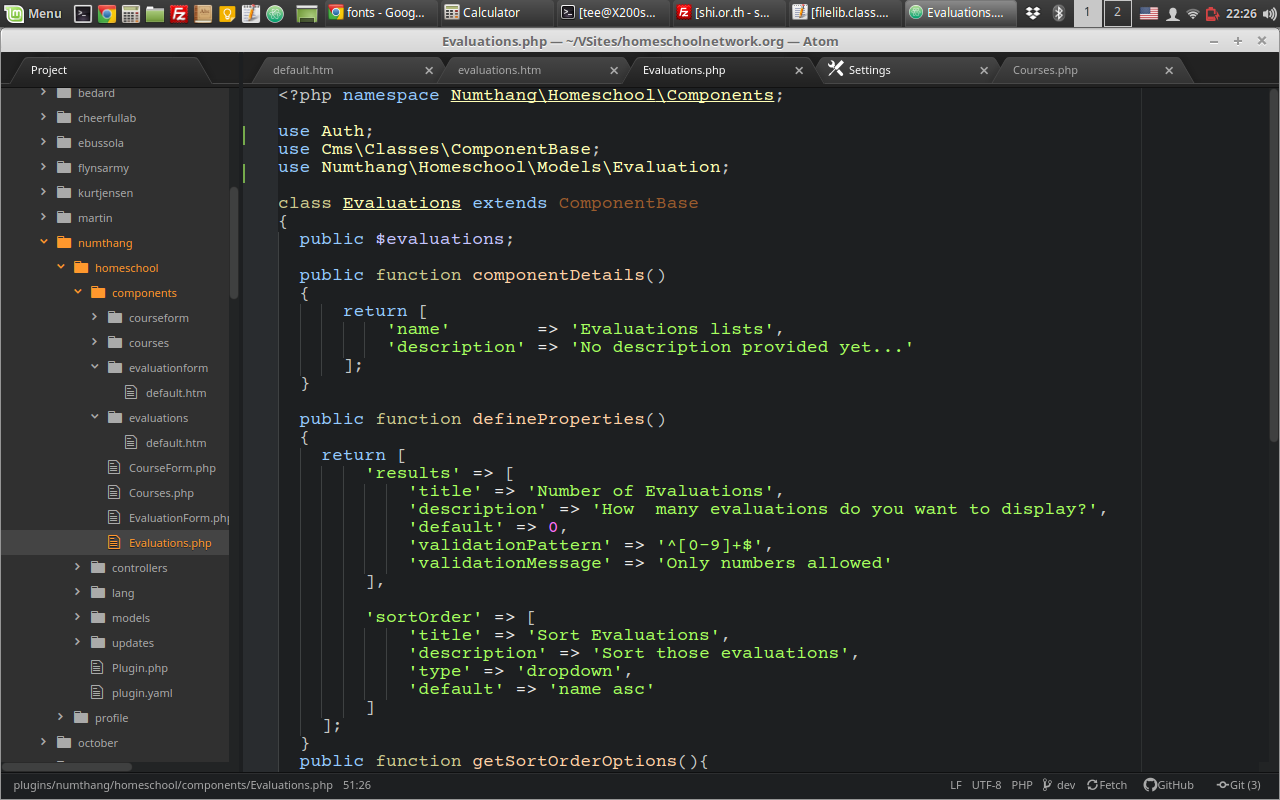 Menu
fonts - Goog...
Calculator
[tee@X200s...
[shi.or.th - s...
[filelib.class....
Evaluations....
1
2
22:26
Evaluations.php — ~/VSites/homeschoolnetwork.org — Atom
Project
default.htm
evaluations.htm
Evaluations.php
Settings
Courses.php
bedard
cheerfullab
ebussola
flynsarmy
kurtjensen
martin
numthang
homeschool
components
courseform
courses
evaluationform
default.htm
evaluations
default.htm
CourseForm.php
Courses.php
EvaluationForm.php
Evaluations.php
controllers
lang
models
updates
Plugin.php
plugin.yaml
profile
october
<?php namespace Numthang\Homeschool\Components;
use Auth;
use Cms\Classes\ComponentBase;
use Numthang\Homeschool\Models\Evaluation;
class Evaluations extends ComponentBase
{
public $evaluations;
public function componentDetails()
{
return [
'name' => 'Evaluations lists',
'description' => 'No description provided yet...'
];
}
public function defineProperties()
{
return [
'results' => [
'title' => 'Number of Evaluations',
'description' => 'How  many evaluations do you want to display?',
'default' => 0,
'validationPattern' => '^[0-9]+$',
'validationMessage' => 'Only numbers allowed'
],
'sortOrder' => [
'title' => 'Sort Evaluations',
'description' => 'Sort those evaluations',
'type' => 'dropdown',
'default' => 'name asc'
]
];
}
public function getSortOrderOptions(){
plugins/numthang/homeschool/components/Evaluations.php 51:26
LF UTF-8 PHP dev Fetch GitHub Git (3)